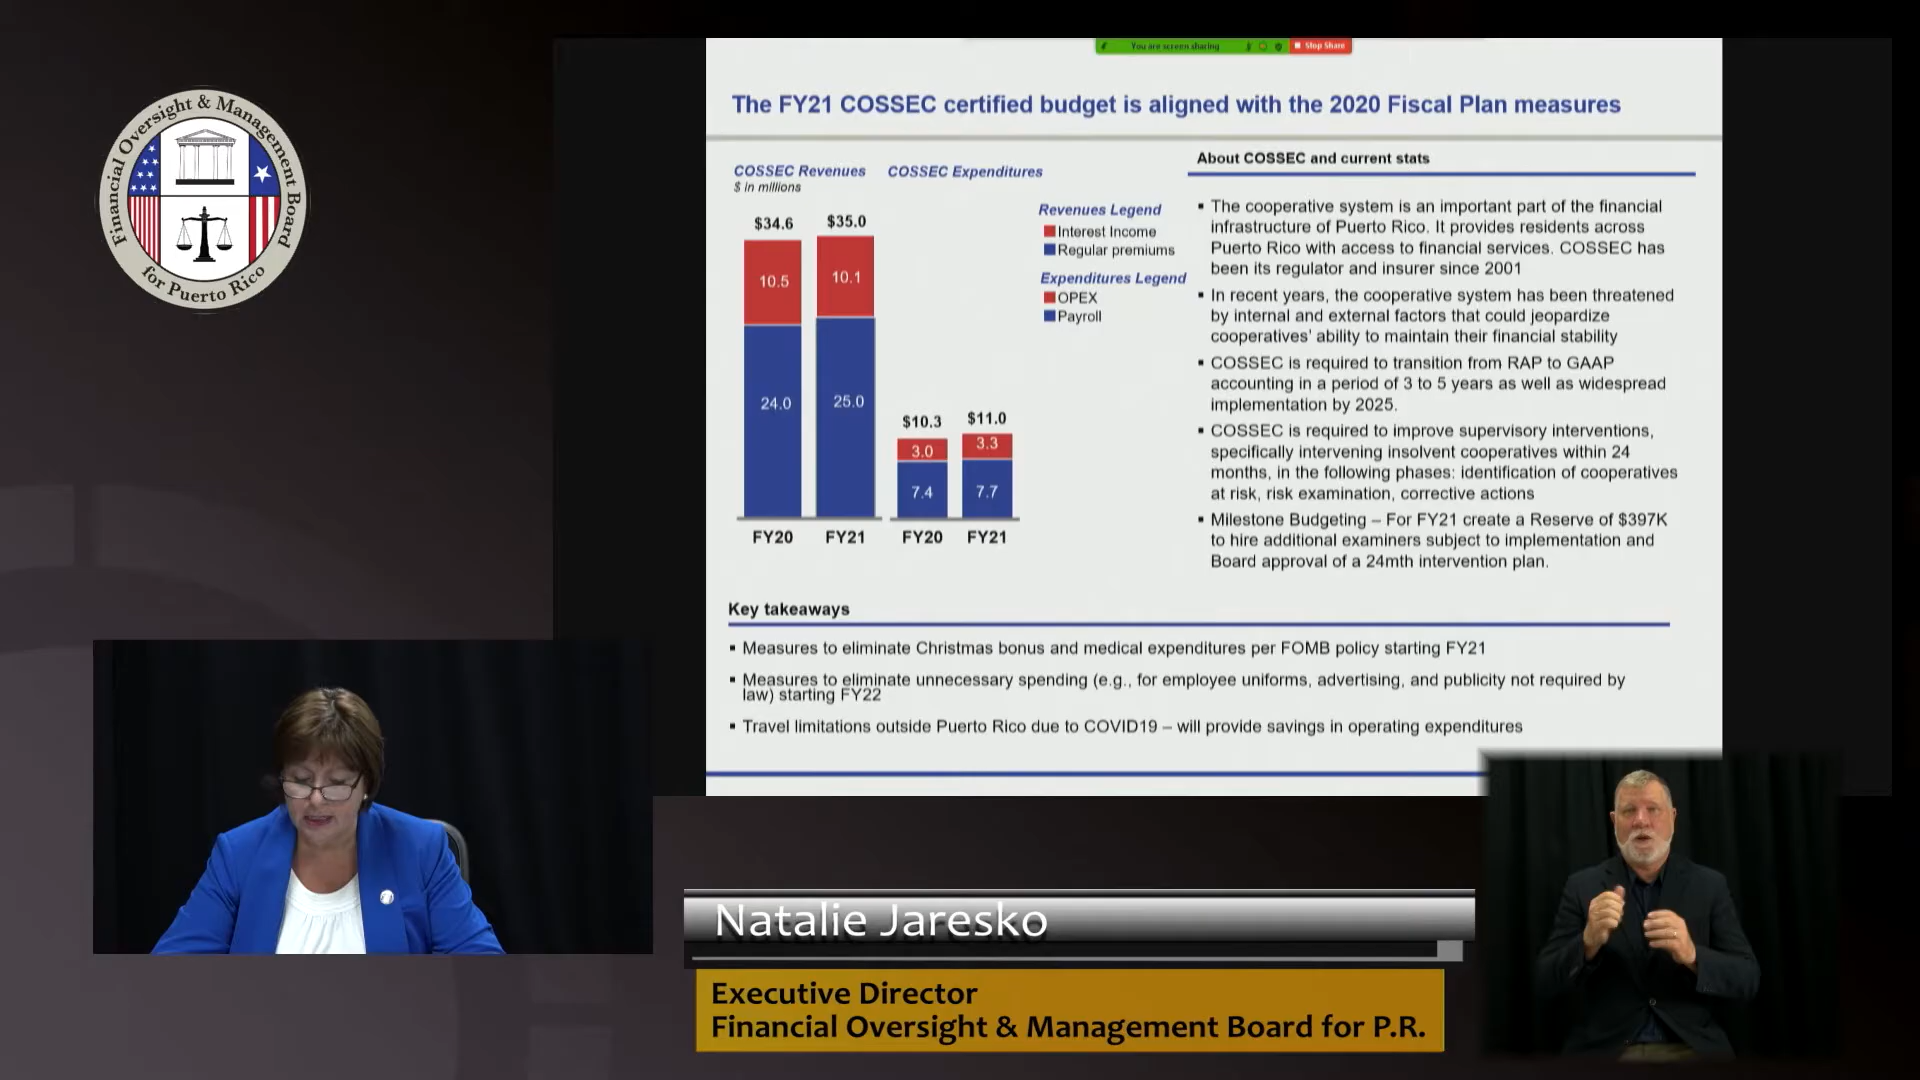 You are screen sharing
Stop Share
Financial Oversight & Management Board
for Puerto Rico
The FY21 COSSEC certified budget is aligned with the 2020 Fiscal Plan measures
COSSEC Revenues
$ in millions
COSSEC Expenditures
$34.6
$35.0
10.5
10.1
24.0
25.0
$10.3
$11.0
3.0
3.3
7.4
7.7
FY20
FY21
FY20
FY21
Revenues Legend
Interest Income
Regular premiums
Expenditures Legend
OPEX
Payroll
About COSSEC and current stats
▪ The cooperative system is an important part of the financial
infrastructure of Puerto Rico. It provides residents across
Puerto Rico with access to financial services. COSSEC has
been its regulator and insurer since 2001
▪ In recent years, the cooperative system has been threatened
by internal and external factors that could jeopardize
cooperatives' ability to maintain their financial stability
▪ COSSEC is required to transition from RAP to GAAP
accounting in a period of 3 to 5 years as well as widespread
implementation by 2025.
▪ COSSEC is required to improve supervisory interventions,
specifically intervening insolvent cooperatives within 24
months, in the following phases: identification of cooperatives
at risk, risk examination, corrective actions
▪ Milestone Budgeting – For FY21 create a Reserve of $397K
to hire additional examiners subject to implementation and
Board approval of a 24mth intervention plan.
Key takeaways
▪ Measures to eliminate Christmas bonus and medical expenditures per FOMB policy starting FY21
▪ Measures to eliminate unnecessary spending (e.g., for employee uniforms, advertising, and publicity not required by
law) starting FY22
▪ Travel limitations outside Puerto Rico due to COVID19 – will provide savings in operating expenditures
Natalie Jaresko
Executive Director
Financial Oversight & Management Board for P.R.